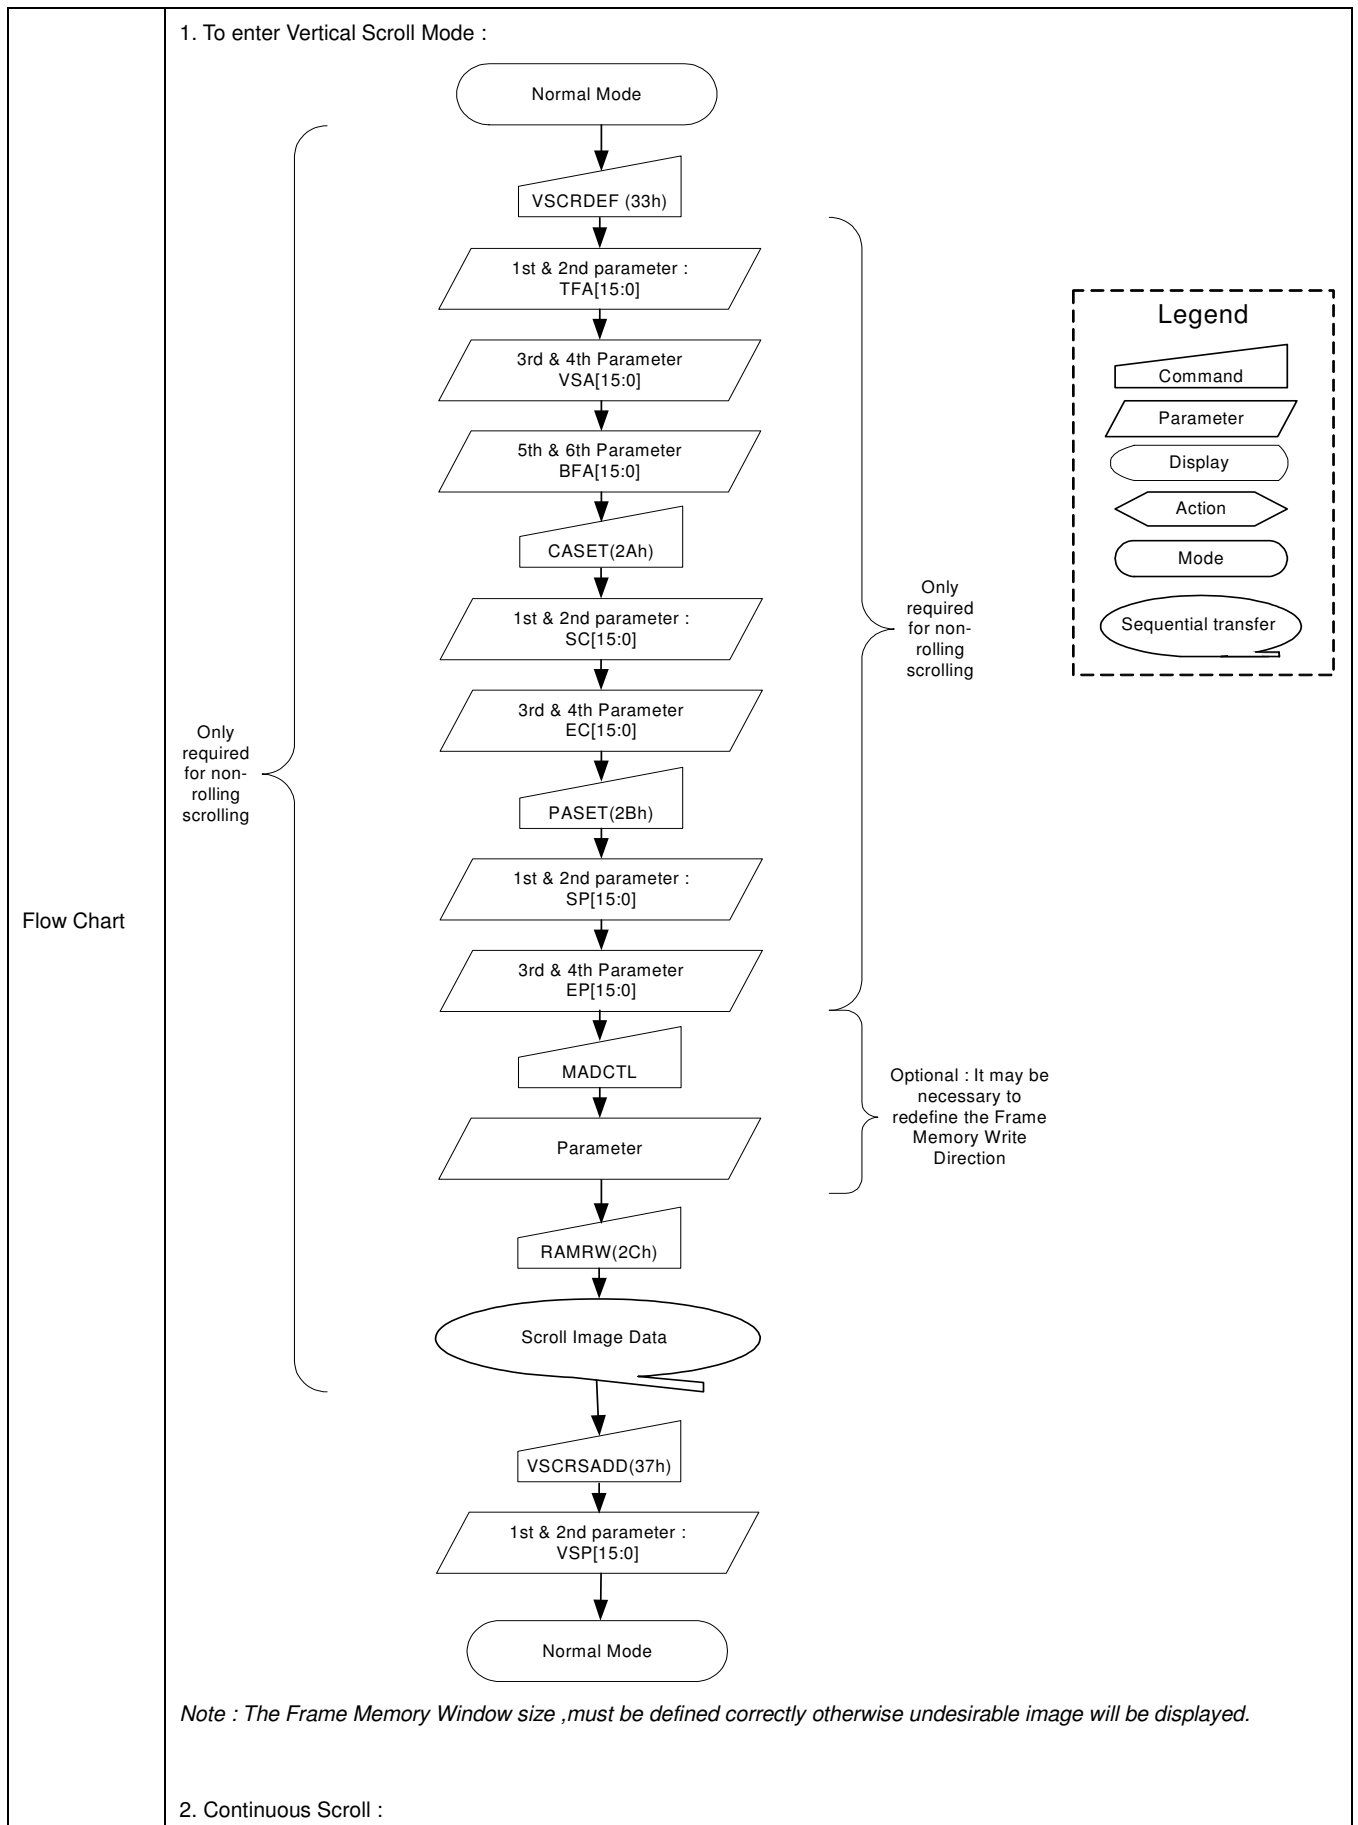 Flow Chart
1. To enter Vertical Scroll Mode :
Normal Mode
VSCRDEF (33h)
1st & 2nd parameter :
TFA[15:0]
3rd & 4th Parameter
VSA[15:0]
5th & 6th Parameter
BFA[15:0]
CASET(2Ah)
1st & 2nd parameter :
SC[15:0]
3rd & 4th Parameter
EC[15:0]
PASET(2Bh)
1st & 2nd parameter :
SP[15:0]
3rd & 4th Parameter
EP[15:0]
MADCTL
Parameter
RAMRW(2Ch)
Scroll Image Data
VSCRSADD(37h)
1st & 2nd parameter :
VSP[15:0]
Normal Mode
Only
required
for non-
rolling
scrolling
Only
required
for non-
rolling
scrolling
Optional : It may be
necessary to
redefine the Frame
Memory Write
Direction
Legend
Command
Parameter
Display
Action
Mode
Sequential transfer
Note : The Frame Memory Window size ,must be defined correctly otherwise undesirable image will be displayed.
2. Continuous Scroll :